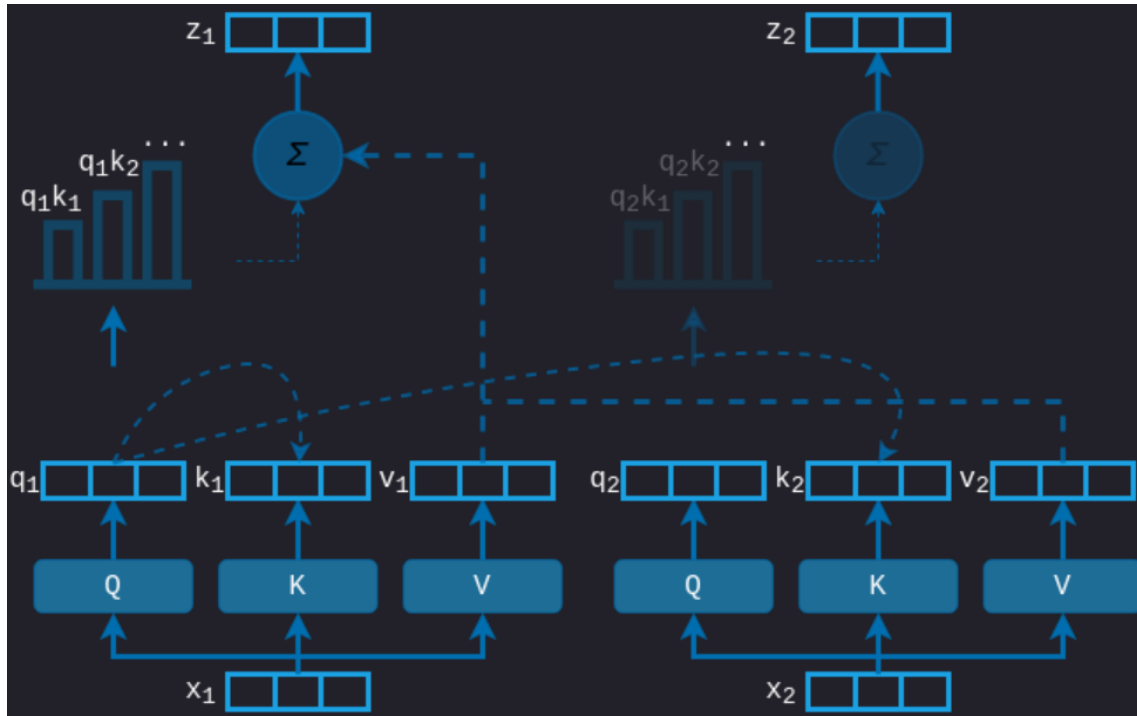 z₁ z₂
Σ Σ
... ...
q₁k₂ q₂k₂
q₁k₁ q₂k₁
q₁ k₁ v₁ q₂ k₂ v₂
Q K V Q K V
x₁ x₂